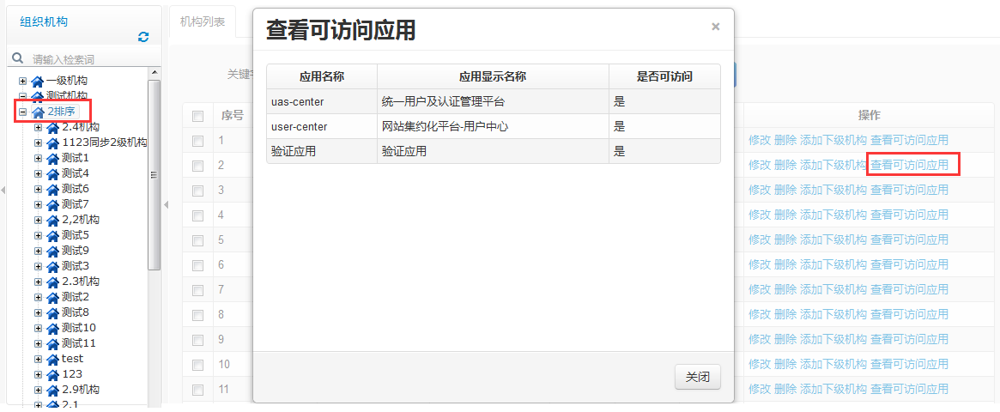 组织机构
请输入检索词
一级机构
测试机构
2排序
2.4机构
1123同步2级机构
测试1
测试4
测试6
测试7
2,2机构
测试5
测试9
测试3
2.3机构
测试2
测试8
测试10
测试11
test
123
2.9机构
2.1
机构列表
关键
序号
1
2
3
4
5
6
7
8
9
10
11
查看可访问应用
×
应用名称 应用显示名称 是否可访问
uas-center 统一用户及认证管理平台 是
user-center 网站集约化平台-用户中心 是
验证应用 验证应用 是
关闭
操作
修改 删除 添加下级机构 查看可访问应用
修改 删除 添加下级机构 查看可访问应用
修改 删除 添加下级机构 查看可访问应用
修改 删除 添加下级机构 查看可访问应用
修改 删除 添加下级机构 查看可访问应用
修改 删除 添加下级机构 查看可访问应用
修改 删除 添加下级机构 查看可访问应用
修改 删除 添加下级机构 查看可访问应用
修改 删除 添加下级机构 查看可访问应用
修改 删除 添加下级机构 查看可访问应用
修改 删除 添加下级机构 查看可访问应用